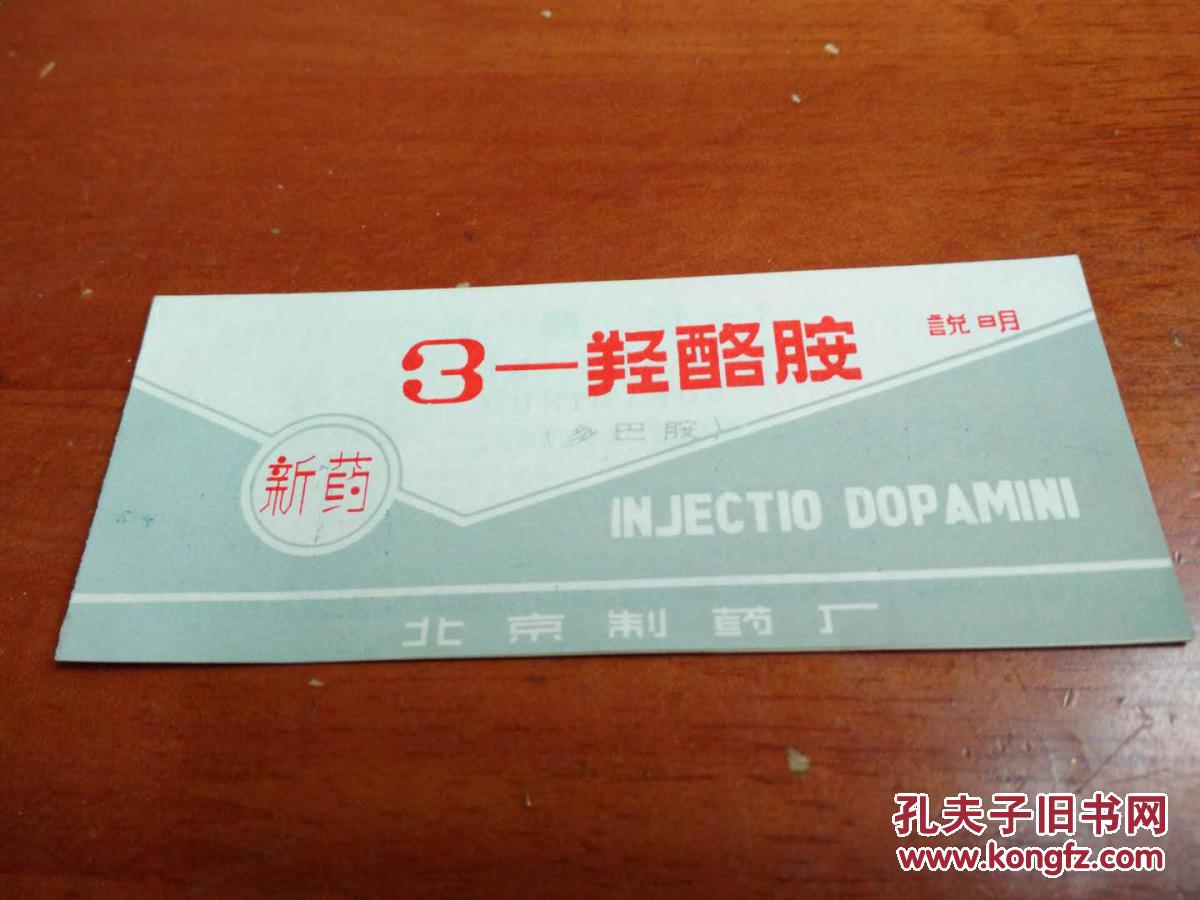 3—羟酪胺
説明
(多巴胺)
新药
INJECTIO DOPAMINI
北京制药厂
孔夫子旧书网
www.kongfz.com